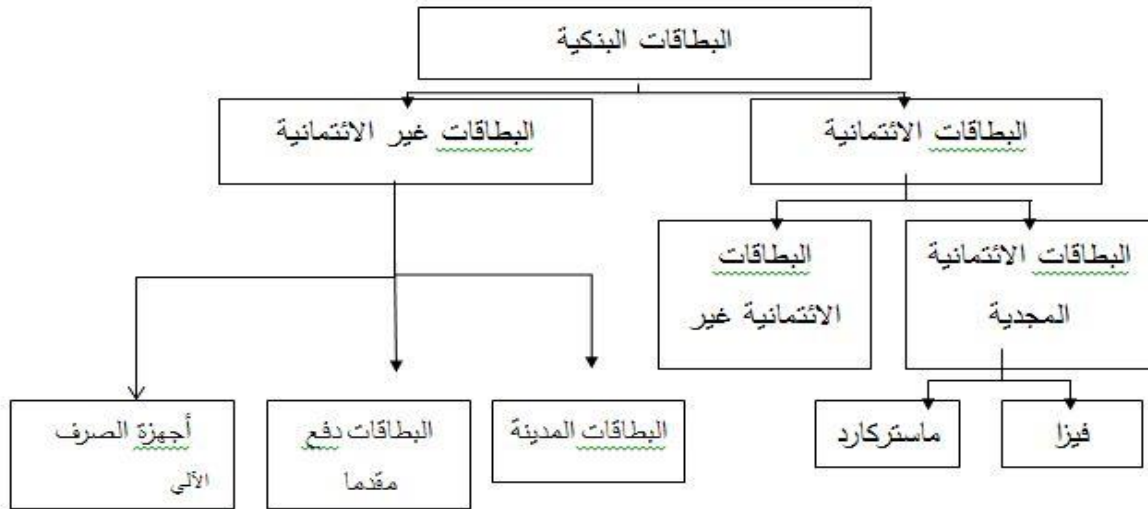 البطاقات البنكية
البطاقات الائتمانية
البطاقات غير الائتمانية
البطاقات الائتمانية
المجدية
البطاقات
الائتمانية غير
فيزا
ماستركارد
البطاقات المدينة
البطاقات دفع
مقدما
أجهزة الصرف
الآلي